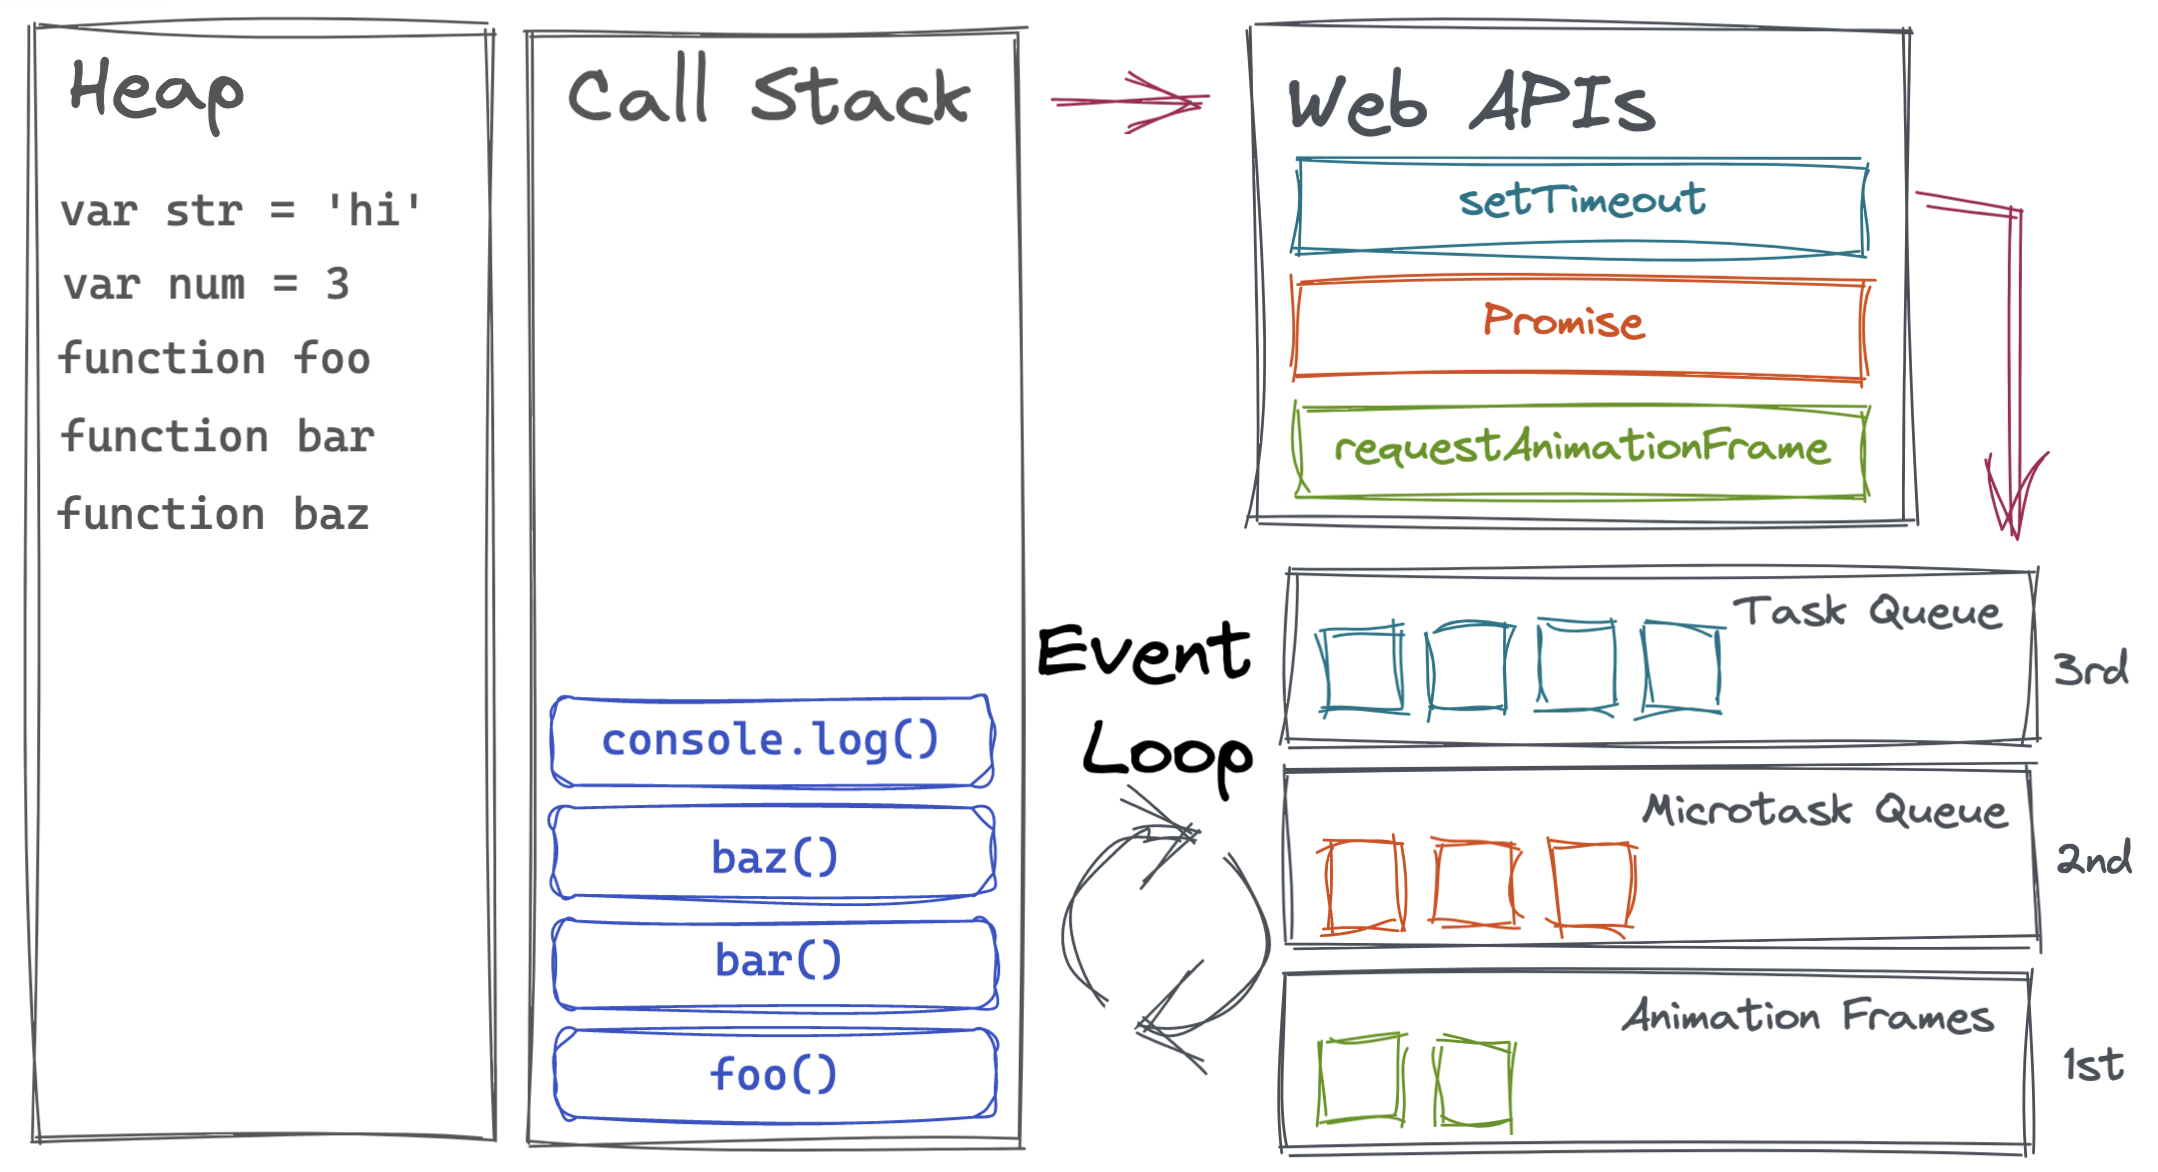 Heap
var str = 'hi'
var num = 3
function foo
function bar
function baz
Call Stack
console.log()
baz()
bar()
foo()
Web APIs
setTimeout
Promise
requestAnimationFrame
Event
Loop
Task Queue
3rd
Microtask Queue
2nd
Animation Frames
1st